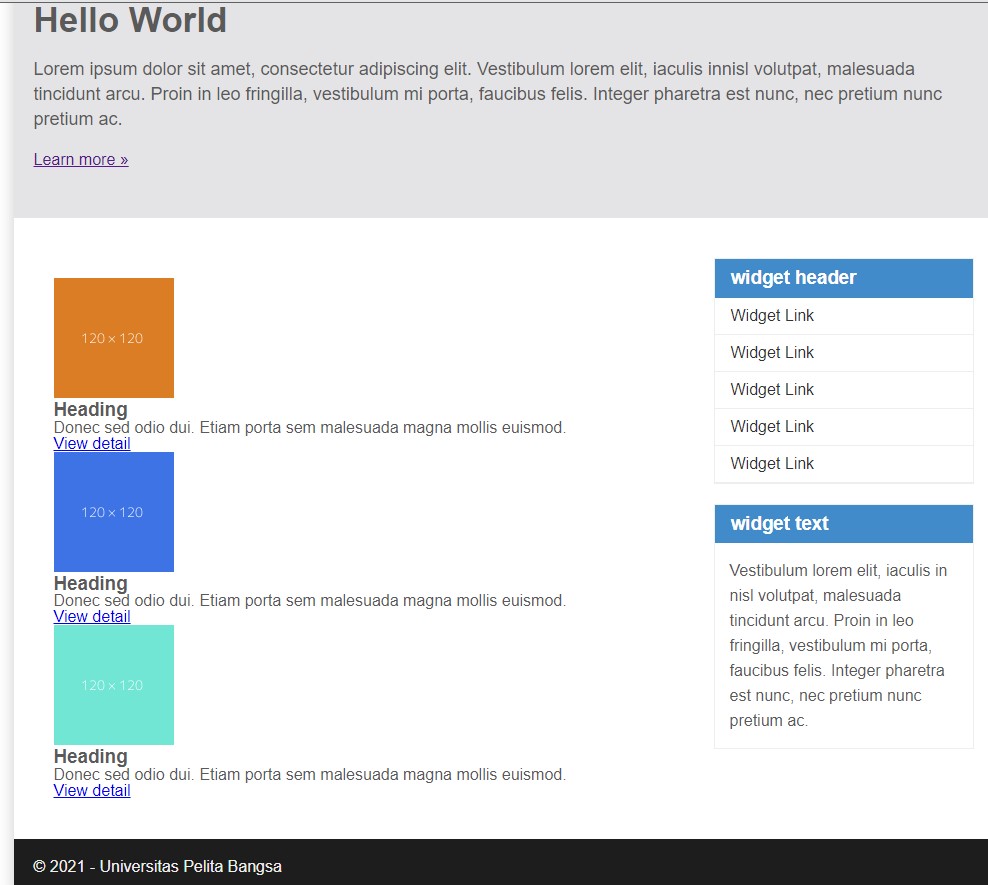 Hello World
Lorem ipsum dolor sit amet, consectetur adipiscing elit. Vestibulum lorem elit, iaculis innisl volutpat, malesuada
tincidunt arcu. Proin in leo fringilla, vestibulum mi porta, faucibus felis. Integer pharetra est nunc, nec pretium nunc
pretium ac.
Learn more »
120 × 120
Heading
Donec sed odio dui. Etiam porta sem malesuada magna mollis euismod.
View detail
120 × 120
Heading
Donec sed odio dui. Etiam porta sem malesuada magna mollis euismod.
View detail
120 × 120
Heading
Donec sed odio dui. Etiam porta sem malesuada magna mollis euismod.
View detail
widget header
Widget Link
Widget Link
Widget Link
Widget Link
Widget Link
widget text
Vestibulum lorem elit, iaculis in
nisl volutpat, malesuada
tincidunt arcu. Proin in leo
fringilla, vestibulum mi porta,
faucibus felis. Integer pharetra
est nunc, nec pretium nunc
pretium ac.
© 2021 - Universitas Pelita Bangsa